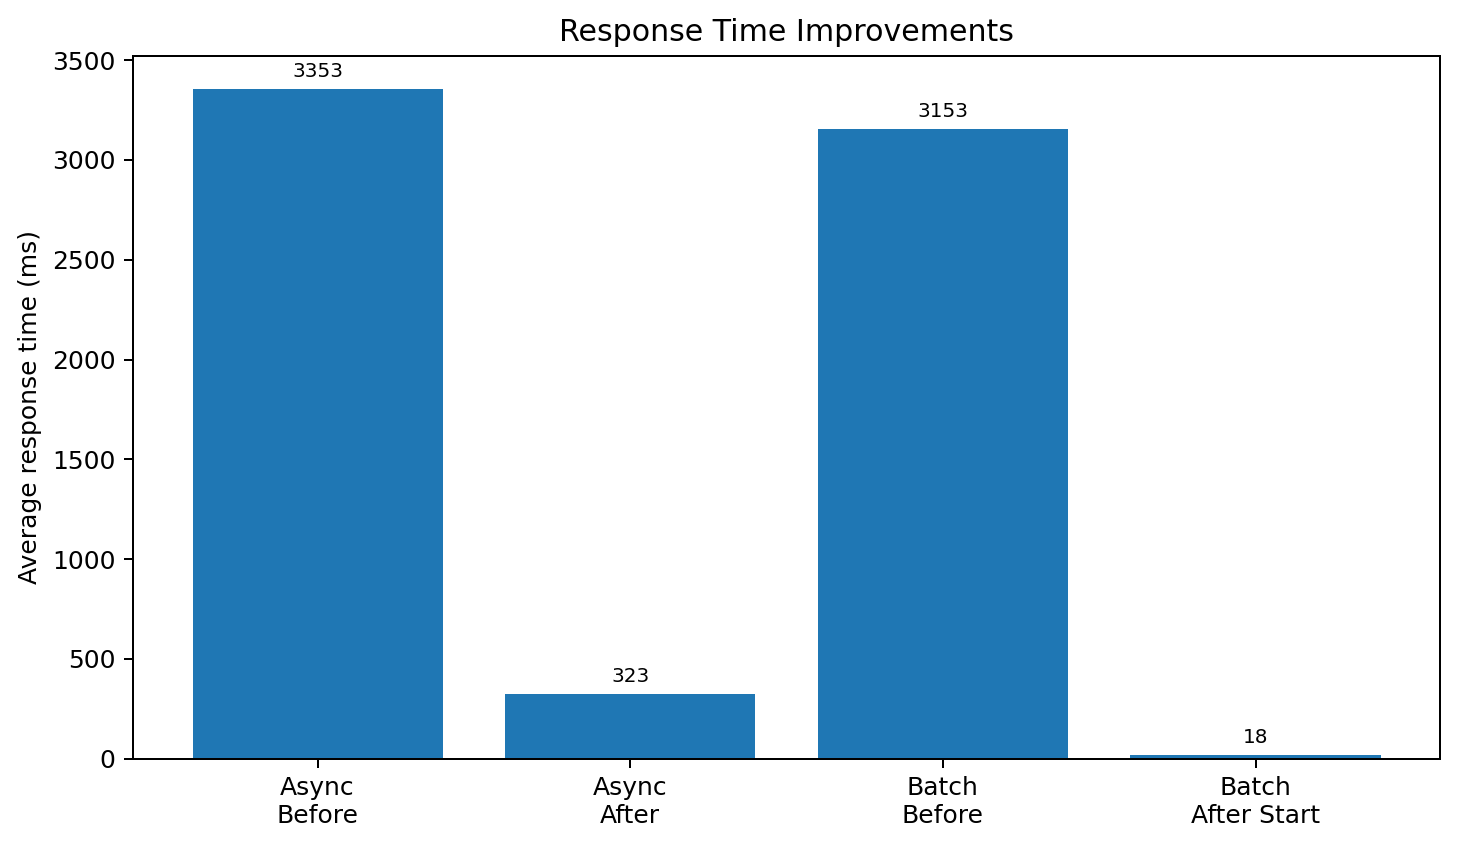 Response Time Improvements
Average response time (ms)
3500
3000
2500
2000
1500
1000
500
0
3353
323
3153
18
Async
Before
Async
After
Batch
Before
Batch
After Start